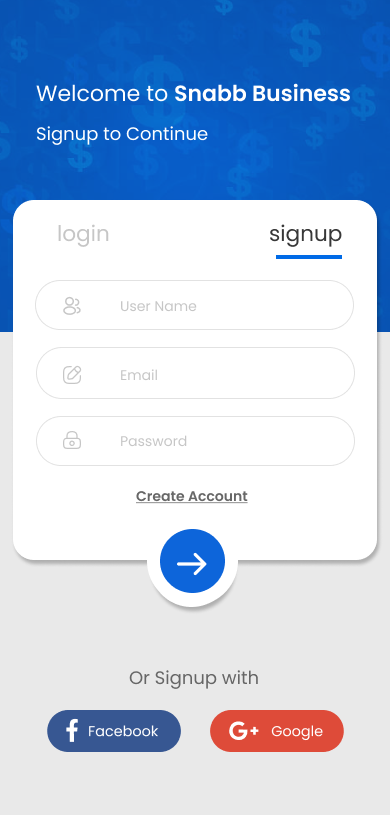 Welcome to Snabb Business
Signup to Continue
login
signup
User Name
Email
Password
Create Account
Or Signup with
f Facebook
G+ Google